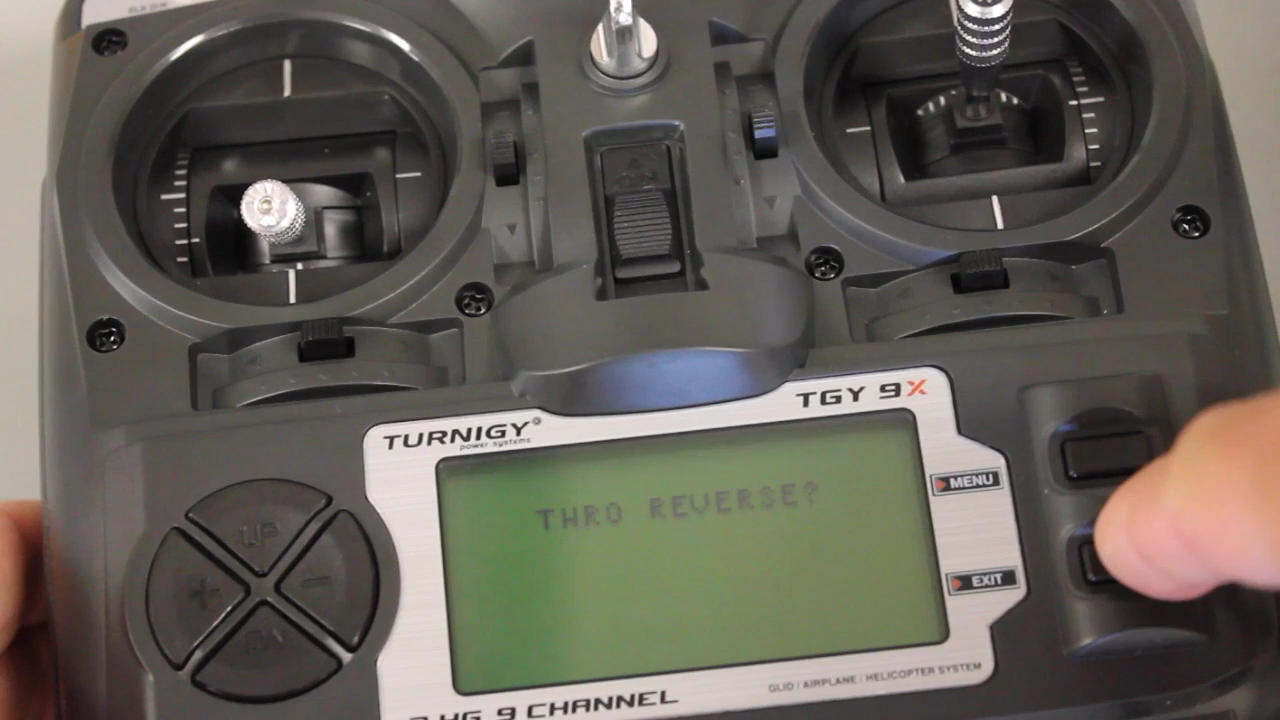 TGY 9X
TURNIGY®
power systems
THRO REVERSE?
MENU
EXIT
UP
+ -
GLID / AIRPLANE / HELICOPTER SYSTEM
9 CHANNEL